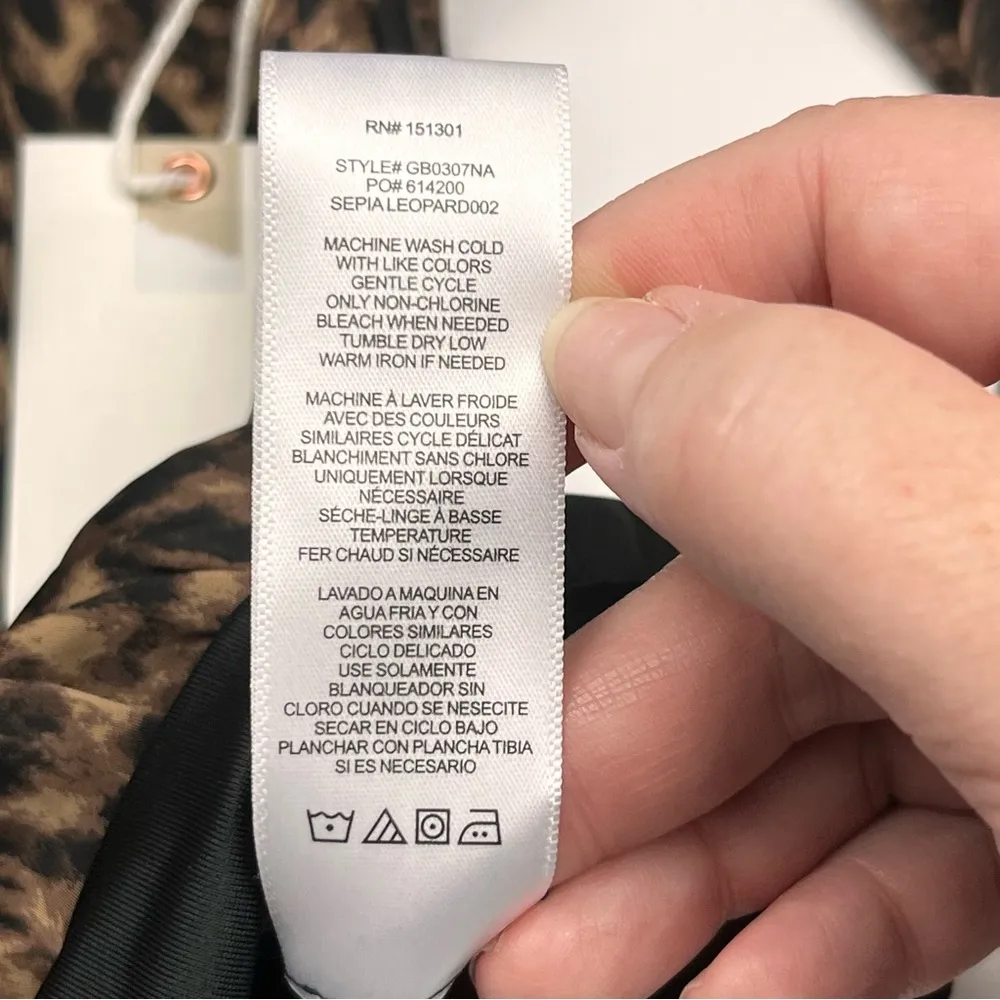 RN# 151301
STYLE# GB0307NA
PO# 614200
SEPIA LEOPARD002
MACHINE WASH COLD
WITH LIKE COLORS
GENTLE CYCLE
ONLY NON-CHLORINE
BLEACH WHEN NEEDED
TUMBLE DRY LOW
WARM IRON IF NEEDED
MACHINE À LAVER FROIDE
AVEC DES COULEURS
SIMILAIRES CYCLE DÉLICAT
BLANCHIMENT SANS CHLORE
UNIQUEMENT LORSQUE
NÉCESSAIRE
SÉCHE-LINGE À BASSE
TEMPERATURE
FER CHAUD SI NÉCESSAIRE
LAVADO A MAQUINA EN
AGUA FRIA Y CON
COLORES SIMILARES
CICLO DELICADO
USE SOLAMENTE
BLANQUEADOR SIN
CLORO CUANDO SE NESECITE
SECAR EN CICLO BAJO
PLANCHAR CON PLANCHA TIBIA
SI ES NECESARIO